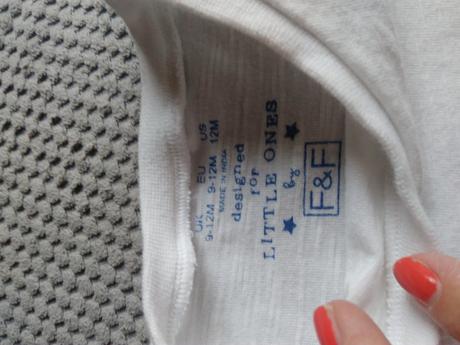 F&F
by
LITTLE ONES
for
designed
MADE IN INDIA
UK EU US
9-12M 9-12M 12M